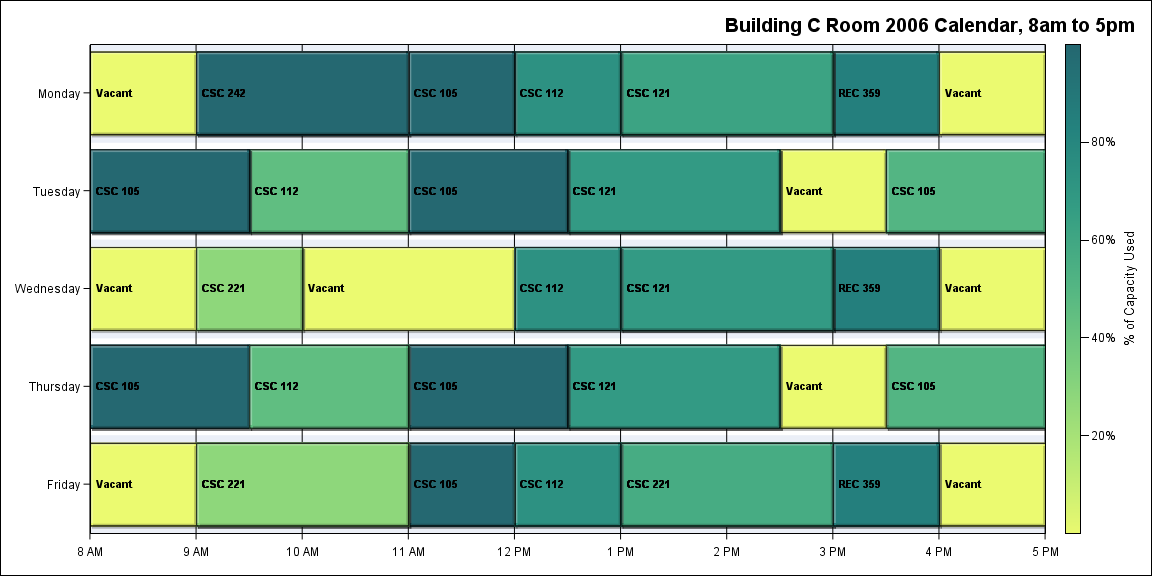 Building C Room 2006 Calendar, 8am to 5pm
Monday
Vacant
CSC 242
CSC 105
CSC 112
CSC 121
REC 359
Vacant
Tuesday
CSC 105
CSC 112
CSC 105
CSC 121
Vacant
CSC 105
Wednesday
Vacant
CSC 221
Vacant
CSC 112
CSC 121
REC 359
Vacant
Thursday
CSC 105
CSC 112
CSC 105
CSC 121
Vacant
CSC 105
Friday
Vacant
CSC 221
CSC 105
CSC 112
CSC 221
REC 359
Vacant
8 AM
9 AM
10 AM
11 AM
12 PM
1 PM
2 PM
3 PM
4 PM
5 PM
80%
60%
40%
20%
% of Capacity Used